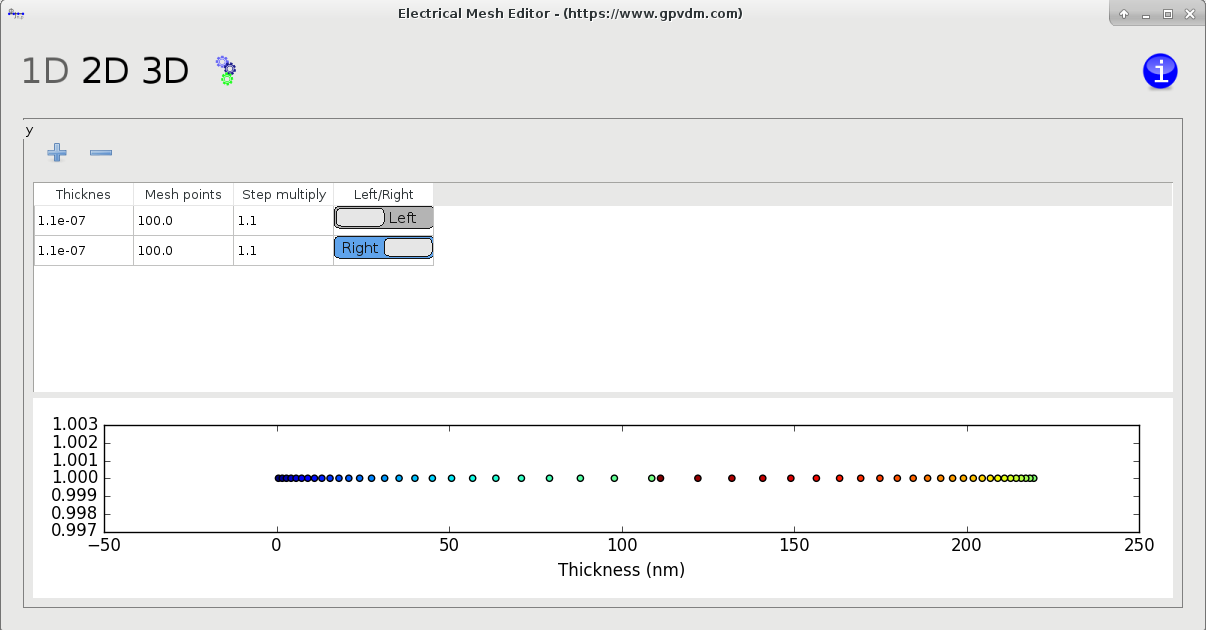 Electrical Mesh Editor - (https://www.gpvdm.com)
1D 2D 3D
i
y
Thicknes Mesh points Step multiply Left/Right
1.1e-07 100.0 1.1 Left
1.1e-07 100.0 1.1 Right
1.003
1.002
1.001
1.000
0.999
0.998
0.997
−50 0 50 100 150 200 250
Thickness (nm)